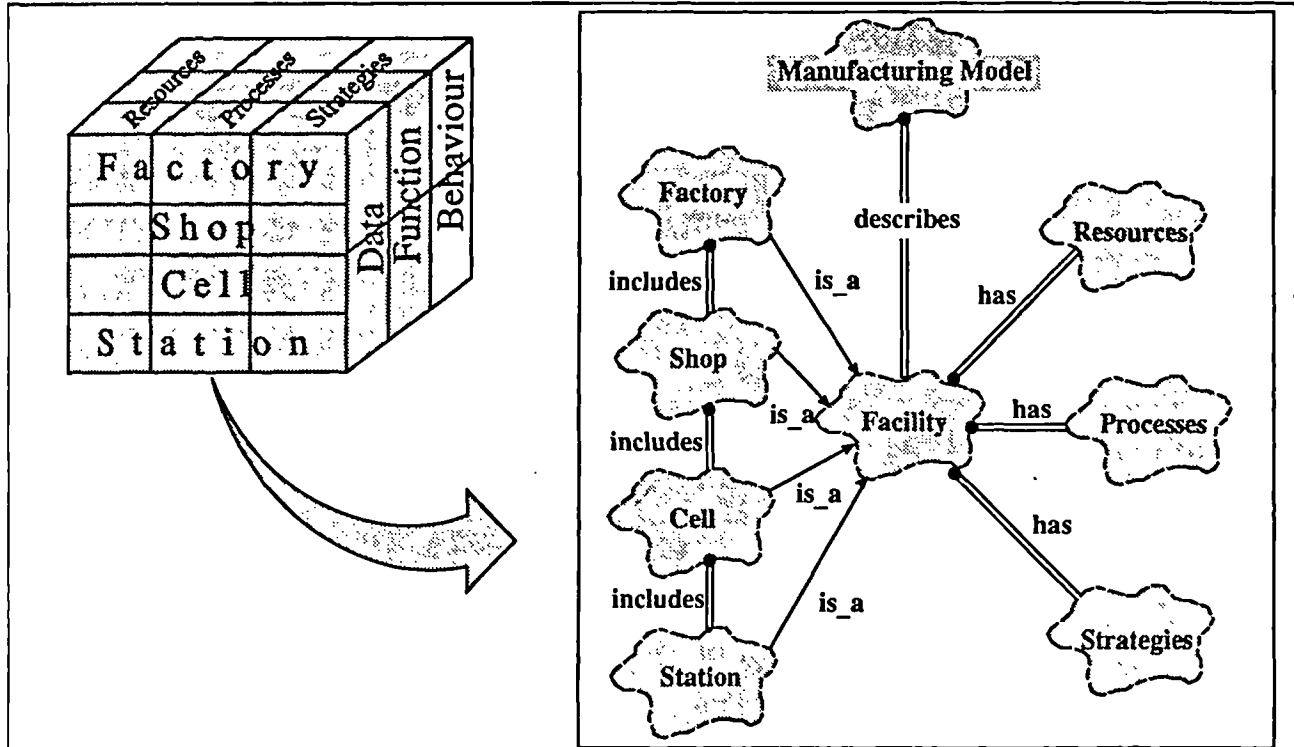 Resources
Processes
Strategies
Factory
Shop
Cell
Station
Data
Function
Behaviour
Manufacturing Model
describes
Factory
includes
is_a
Shop
includes
is_a
Cell
includes
is_a
Station
is_a
Facility
has
Resources
has
Processes
has
Strategies